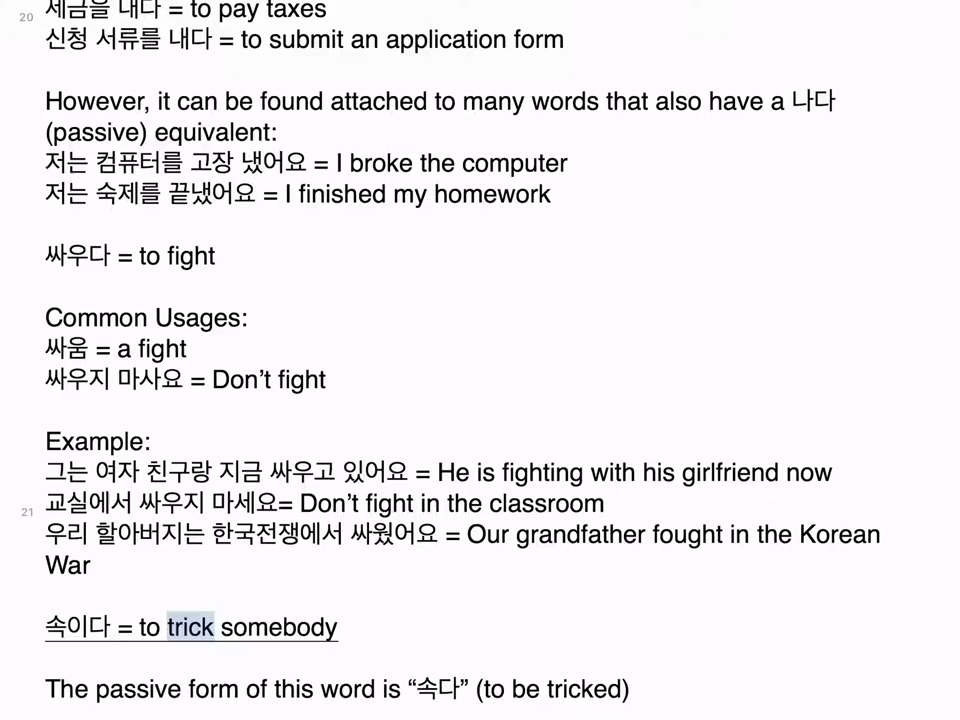 20
세금을 내다 = to pay taxes
신청 서류를 내다 = to submit an application form
However, it can be found attached to many words that also have a 나다
(passive) equivalent:
저는 컴퓨터를 고장 냈어요 = I broke the computer
저는 숙제를 끝냈어요 = I finished my homework
싸우다 = to fight
Common Usages:
싸움 = a fight
싸우지 마사요 = Don’t fight
Example:
그는 여자 친구랑 지금 싸우고 있어요 = He is fighting with his girlfriend now
21
교실에서 싸우지 마세요= Don’t fight in the classroom
우리 할아버지는 한국전쟁에서 싸웠어요 = Our grandfather fought in the Korean
War
속이다 = to trick somebody
The passive form of this word is “속다” (to be tricked)